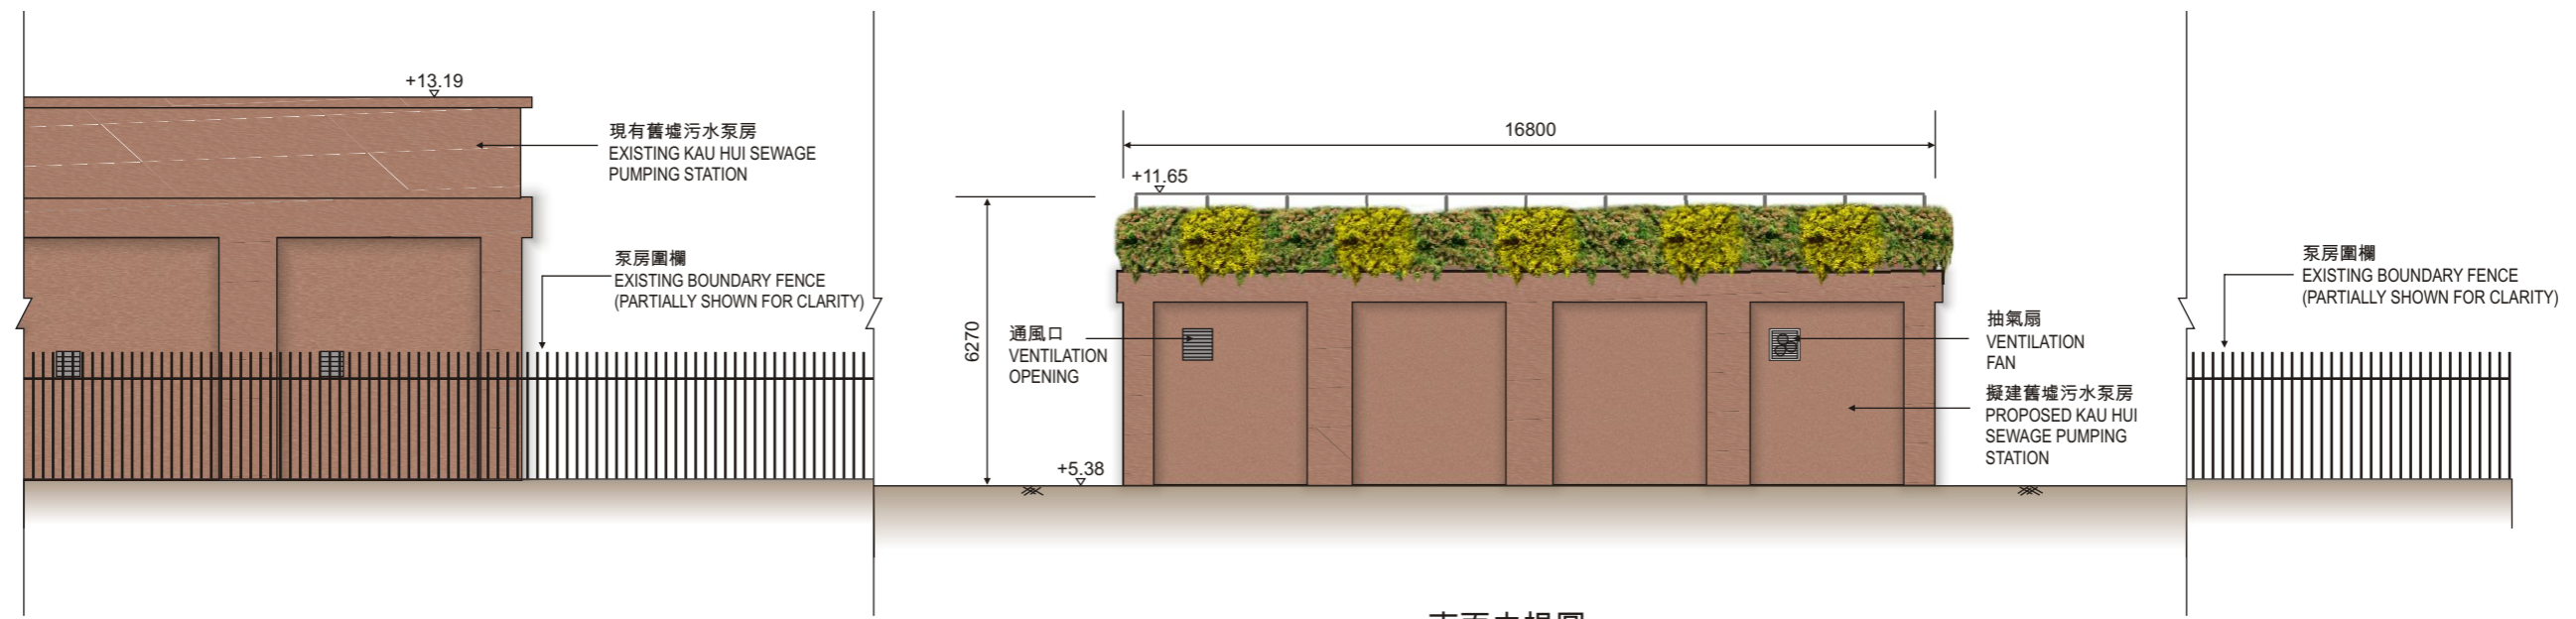 +13.19
現有舊墟污水泵房
EXISTING KAU HUI SEWAGE
PUMPING STATION
泵房圍欄
EXISTING BOUNDARY FENCE
(PARTIALLY SHOWN FOR CLARITY)
16800
+11.65
6270
通風口
VENTILATION
OPENING
+5.38
抽氣扇
VENTILATION
FAN
擬建舊墟污水泵房
PROPOSED KAU HUI
SEWAGE PUMPING
STATION
泵房圍欄
EXISTING BOUNDARY FENCE
(PARTIALLY SHOWN FOR CLARITY)